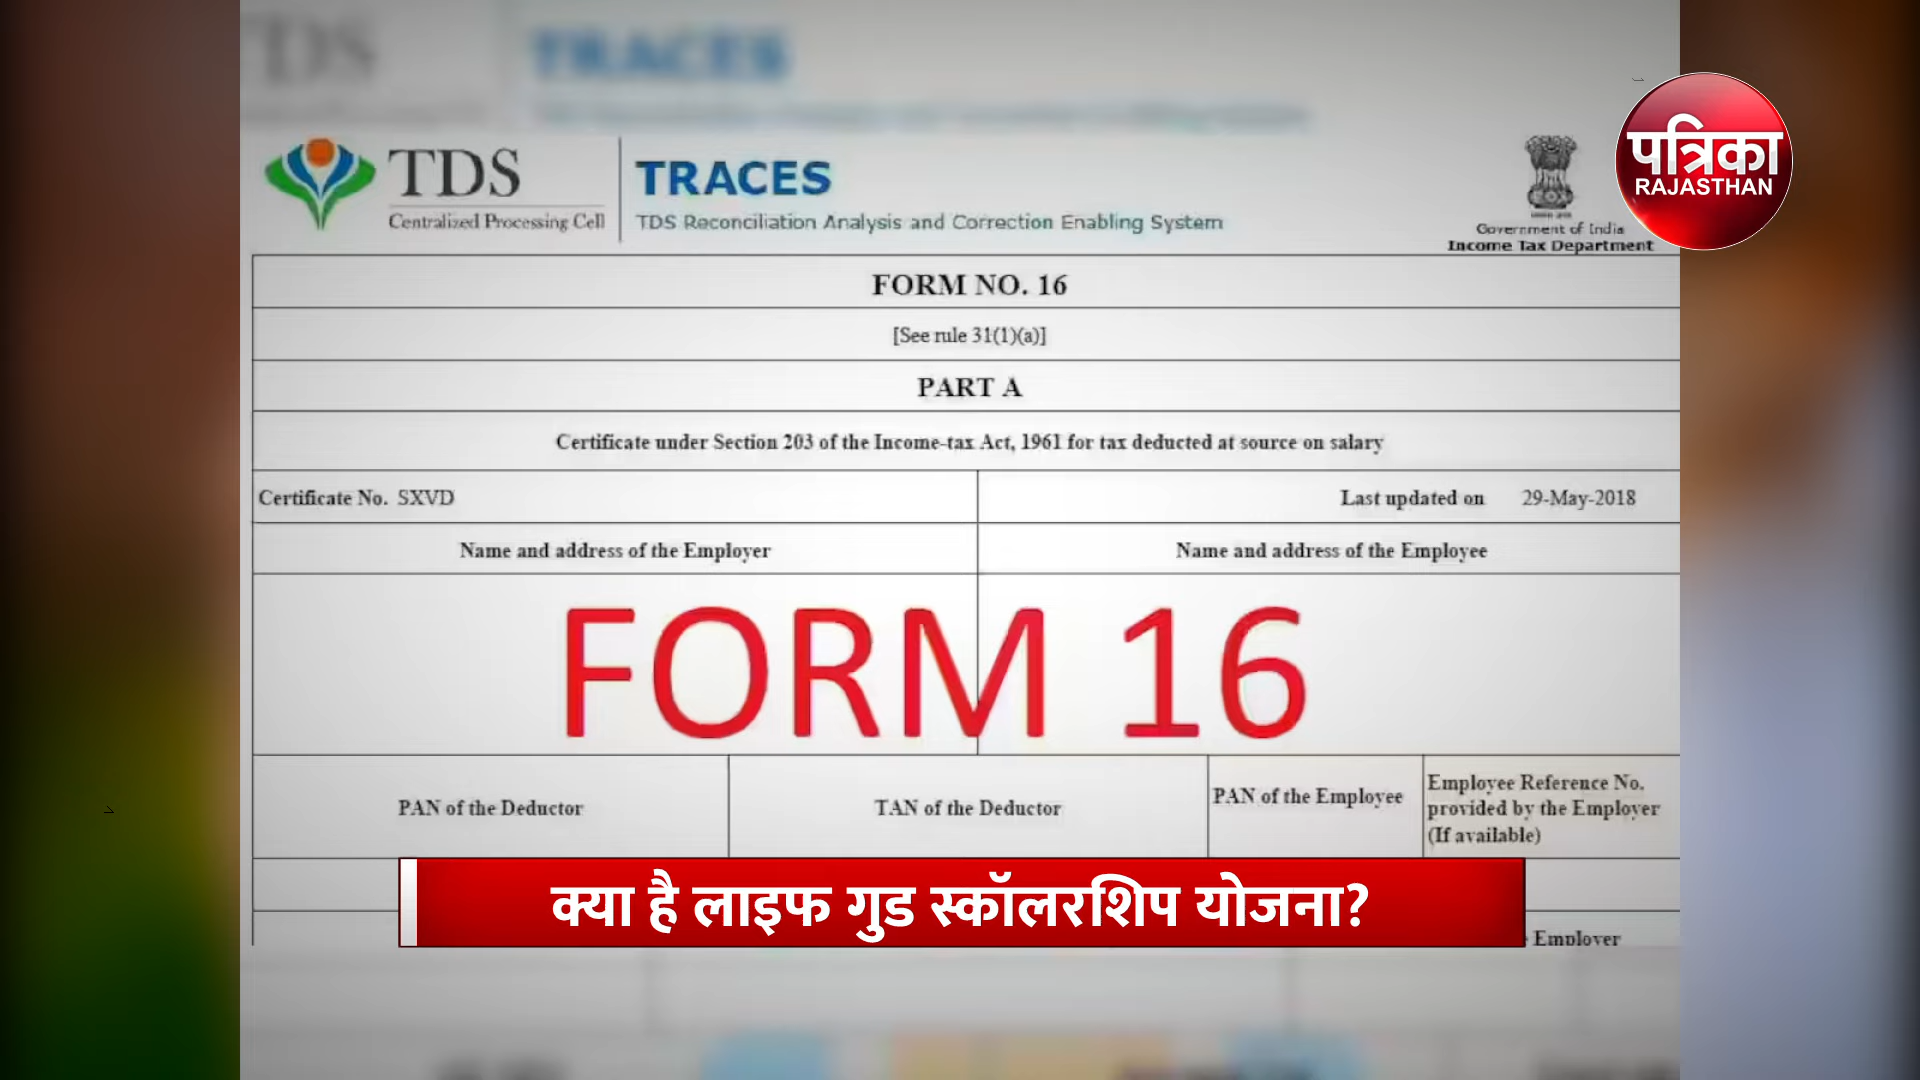 TDS
TRACES
TDS
Centralized Processing Cell
TRACES
TDS Reconciliation Analysis and Correction Enabling System
Government of India
Income Tax Department
पत्रिका
RAJASTHAN
FORM NO. 16
[See rule 31(1)(a)]
PART A
Certificate under Section 203 of the Income-tax Act, 1961 for tax deducted at source on salary
Certificate No. SXVD
Last updated on 29-May-2018
Name and address of the Employer
Name and address of the Employee
FORM 16
PAN of the Deductor
TAN of the Deductor
PAN of the Employee
Employee Reference No.
provided by the Employer
(If available)
क्या है लाइफ गुड स्कॉलरशिप योजना?
Employer